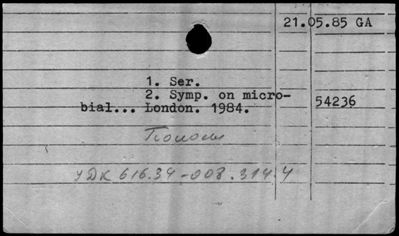 21.05.85 GA
1. Ser.
2. Symp. on micro-
bial... London. 1984.
54236
Поносы
УДК 616.34-008.314.4